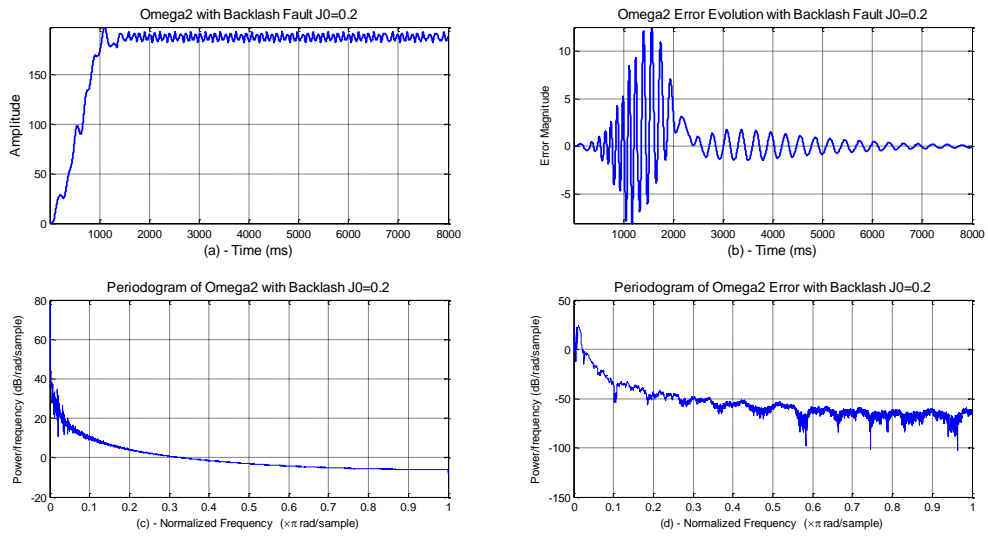 Omega2 with Backlash Fault J0=0.2
Amplitude
150
100
50
0
1000 2000 3000 4000 5000 6000 7000 8000
(a) - Time (ms)
Omega2 Error Evolution with Backlash Fault J0=0.2
Error Magnitude
10
5
0
-5
1000 2000 3000 4000 5000 6000 7000 8000
(b) - Time (ms)
Periodogram of Omega2 with Backlash J0=0.2
Power/frequency (dB/rad/sample)
80
60
40
20
0
-20
0 0.1 0.2 0.3 0.4 0.5 0.6 0.7 0.8 0.9 1
(c) - Normalized Frequency (×π rad/sample)
Periodogram of Omega2 Error with Backlash J0=0.2
Power/frequency (dB/rad/sample)
50
0
-50
-100
-150
0 0.1 0.2 0.3 0.4 0.5 0.6 0.7 0.8 0.9 1
(d) - Normalized Frequency (×π rad/sample)